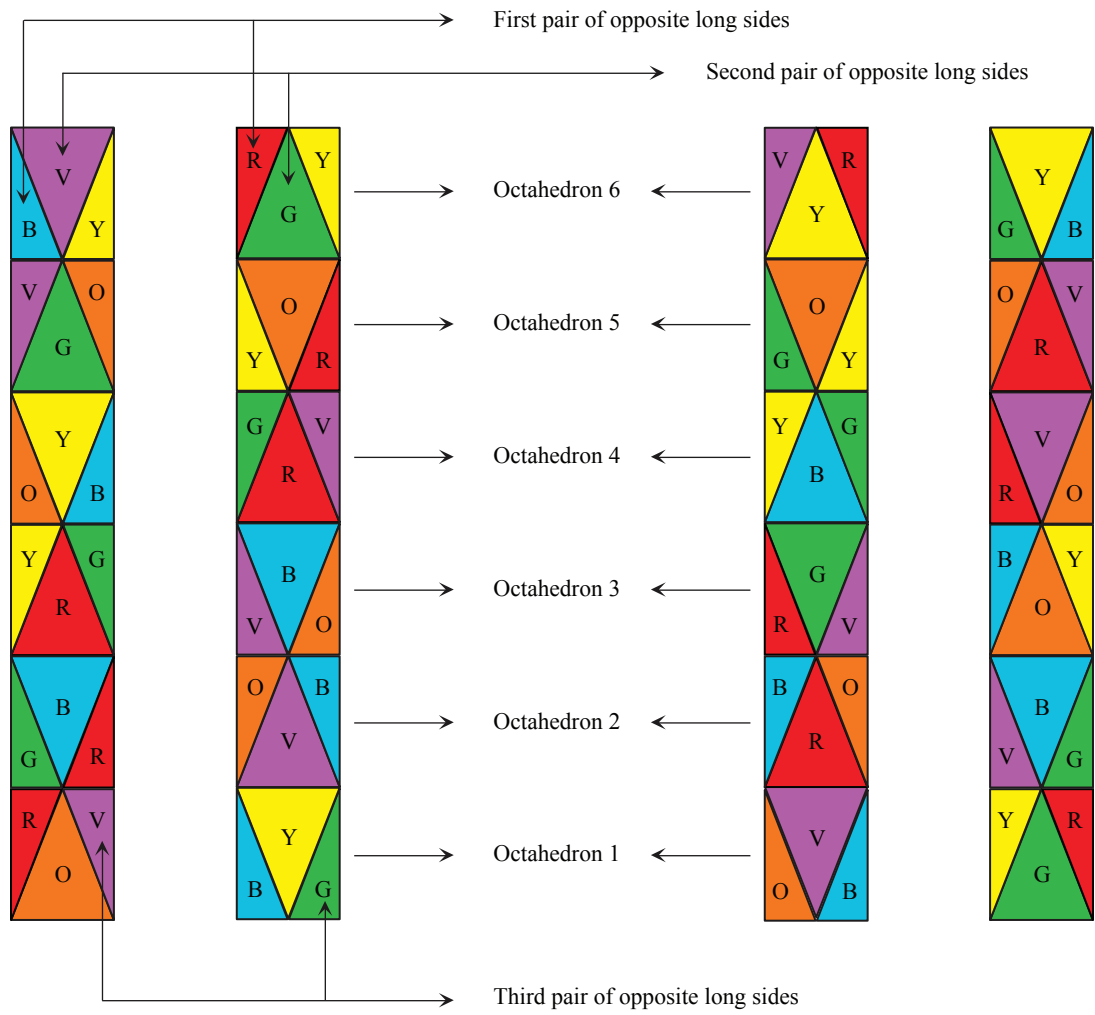 First pair of opposite long sides
Second pair of opposite long sides
V R Y V R Y
B Y G Y G B
Octahedron 6
V O O O O V
G Y R G Y R
Octahedron 5
Y G V Y G V
O B R B R O
Octahedron 4
Y G B G B Y
R V O R V O
Octahedron 3
B O B B O B
G R V R V G
Octahedron 2
R V Y V Y R
O B G O B G
Octahedron 1
Third pair of opposite long sides